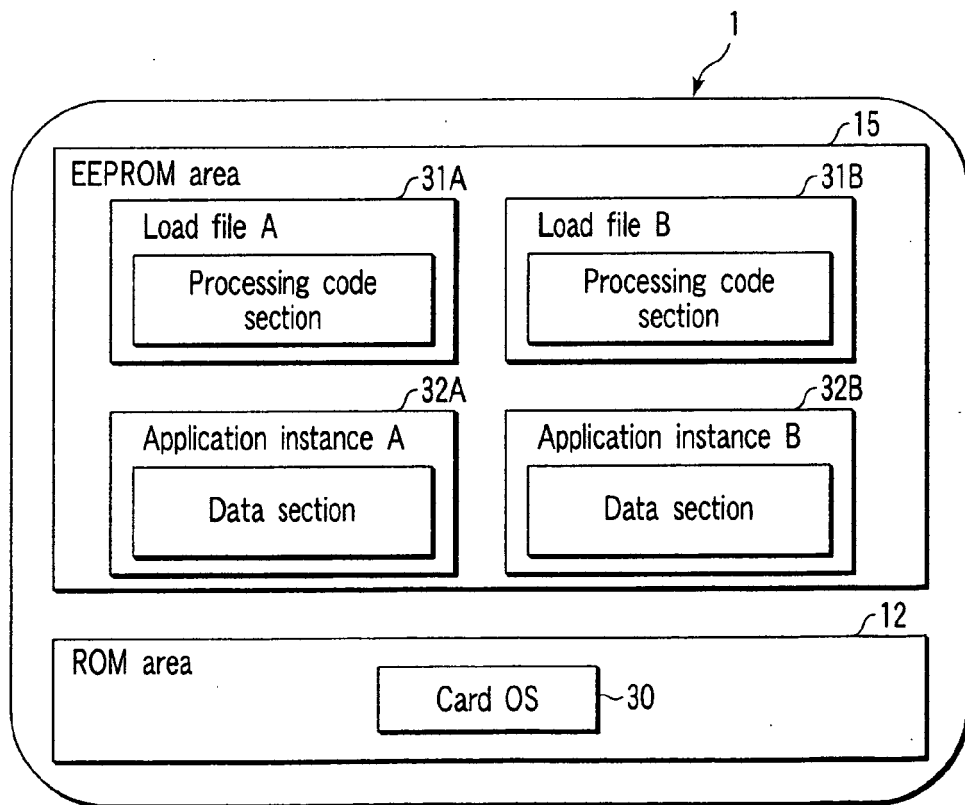 1
15
EEPROM area
31A
31B
Load file A
Load file B
Processing code
section
Processing code
section
32A
32B
Application instance A
Application instance B
Data section
Data section
12
ROM area
Card OS
30